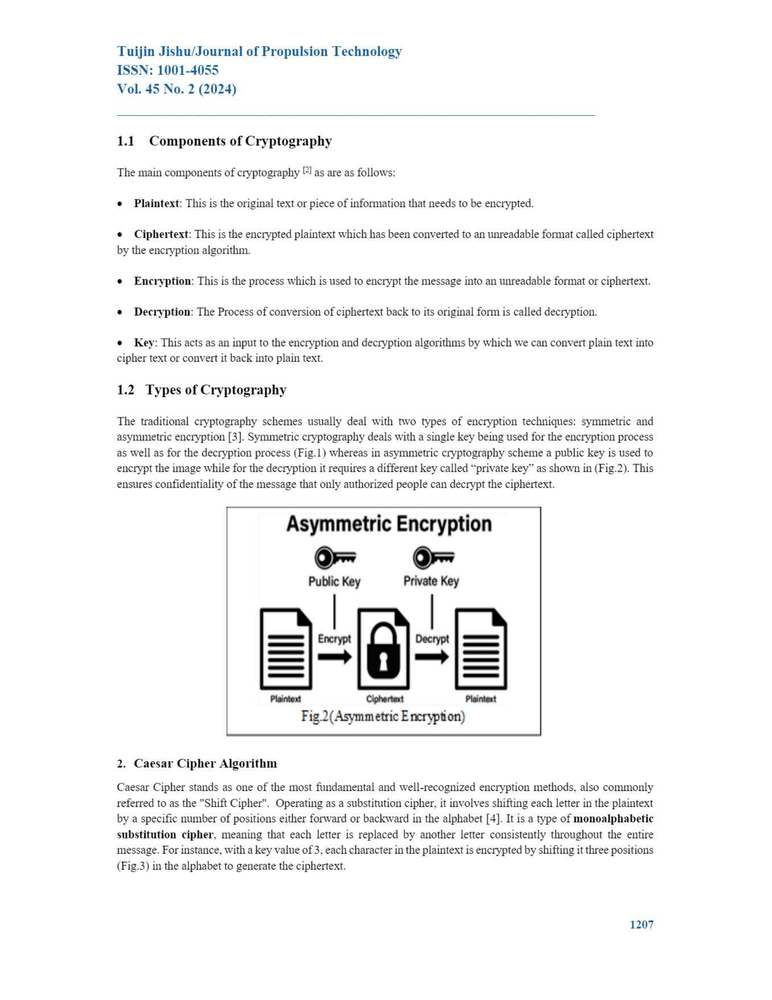 Tuijin Jishu/Journal of Propulsion Technology
ISSN: 1001-4055
Vol. 45 No. 2 (2024)
1.1 Components of Cryptography
The main components of cryptography [2] as are as follows:
• Plaintext: This is the original text or piece of information that needs to be encrypted.
• Ciphertext: This is the encrypted plaintext which has been converted to an unreadable format called ciphertext
by the encryption algorithm.
• Encryption: This is the process which is used to encrypt the message into an unreadable format or ciphertext.
• Decryption: The Process of conversion of ciphertext back to its original form is called decryption.
• Key: This acts as an input to the encryption and decryption algorithms by which we can convert plain text into
cipher text or convert it back into plain text.
1.2 Types of Cryptography
The traditional cryptography schemes usually deal with two types of encryption techniques: symmetric and
asymmetric encryption [3]. Symmetric cryptography deals with a single key being used for the encryption process
as well as for the decryption process (Fig.1) whereas in asymmetric cryptography scheme a public key is used to
encrypt the image while for the decryption it requires a different key called “private key” as shown in (Fig.2). This
ensures confidentiality of the message that only authorized people can decrypt the ciphertext.
Asymmetric Encryption
Public Key Private Key
Encrypt Decrypt
Plaintext Ciphertext Plaintext
Fig.2(Asymmetric Encryption)
2. Caesar Cipher Algorithm
Caesar Cipher stands as one of the most fundamental and well-recognized encryption methods, also commonly
referred to as the "Shift Cipher". Operating as a substitution cipher, it involves shifting each letter in the plaintext
by a specific number of positions either forward or backward in the alphabet [4]. It is a type of monoalphabetic
substitution cipher, meaning that each letter is replaced by another letter consistently throughout the entire
message. For instance, with a key value of 3, each character in the plaintext is encrypted by shifting it three positions
(Fig.3) in the alphabet to generate the ciphertext.
1207